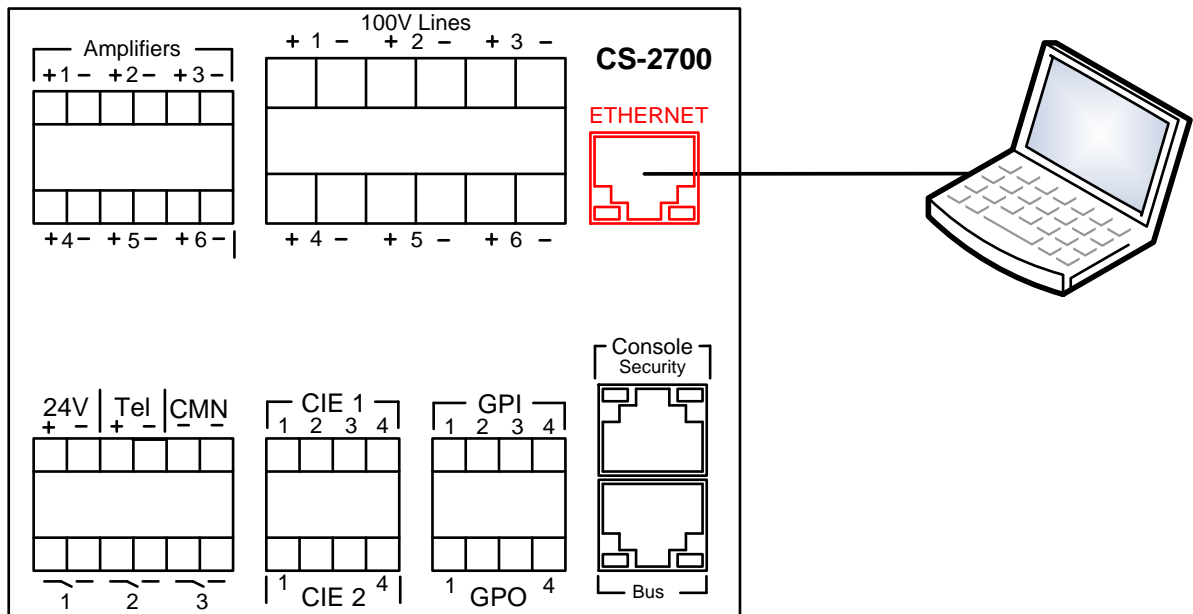 100V Lines
Amplifiers
+ 1 - + 2 - + 3 -
+ 1 - + 2 - + 3 -
CS-2700
ETHERNET
+ 4 - + 5 - + 6 -
+ 4 - + 5 - + 6 -
Console
Security
24V Tel CMN
+ - + - - -
CIE 1
1 2 3 4
GPI
1 2 3 4
1 2 3
1 4
CIE 2
1 4
GPO
Bus